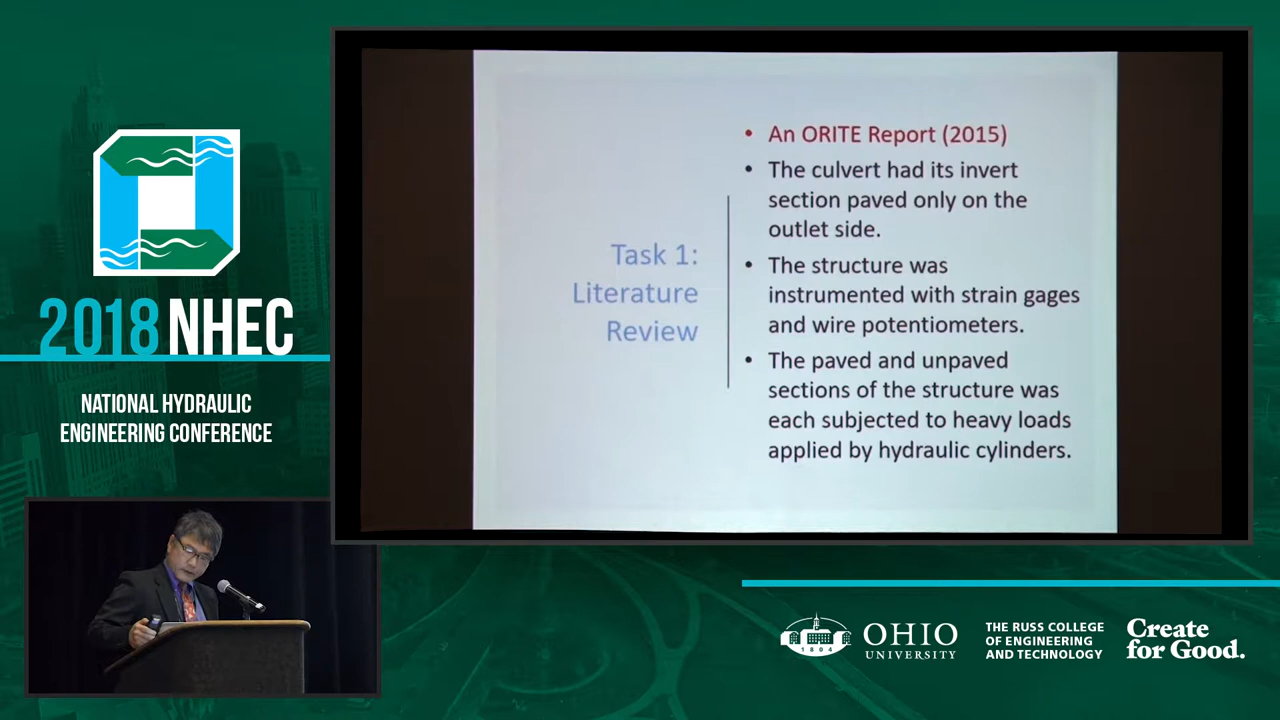 2018 NHEC
NATIONAL HYDRAULIC
ENGINEERING CONFERENCE
Task 1:
Literature
Review
• An ORITE Report (2015)
• The culvert had its invert
section paved only on the
outlet side.
• The structure was
instrumented with strain gages
and wire potentiometers.
• The paved and unpaved
sections of the structure was
each subjected to heavy loads
applied by hydraulic cylinders.
1804
OHIO
UNIVERSITY
THE RUSS COLLEGE
OF ENGINEERING
AND TECHNOLOGY
Create
for Good.